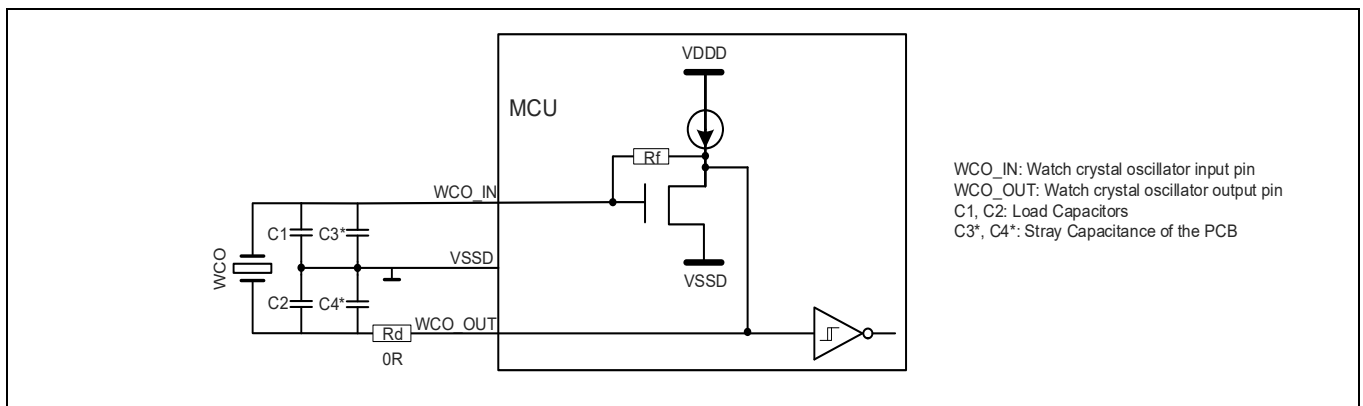 VDDD
MCU
Rf
WCO_IN
C1
C3*
VSSD
WCO
VSSD
C2
C4*
WCO_OUT
Rd
0R
WCO_IN: Watch crystal oscillator input pin
WCO_OUT: Watch crystal oscillator output pin
C1, C2: Load Capacitors
C3*, C4*: Stray Capacitance of the PCB